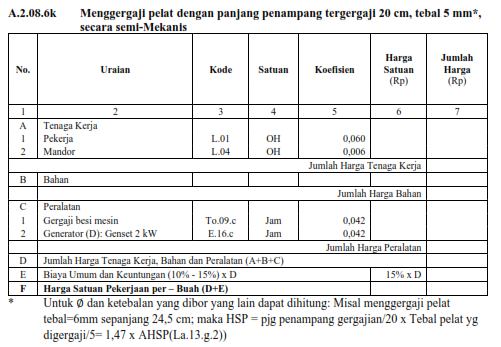 A.2.08.6k Menggergaji pelat dengan panjang penampang tergergaji 20 cm, tebal 5 mm*,
secara semi-Mekanis
No. Uraian Kode Satuan Koefisien Harga Satuan (Rp) Jumlah Harga (Rp)
1 2 3 4 5 6 7
A Tenaga Kerja
1 Pekerja L.01 OH 0,060
2 Mandor L.04 OH 0,006
Jumlah Harga Tenaga Kerja
B Bahan
Jumlah Harga Bahan
C Peralatan
1 Gergaji besi mesin To.09.c Jam 0,042
2 Generator (D): Genset 2 kW E.16.c Jam 0,042
Jumlah Harga Peralatan
D Jumlah Harga Tenaga Kerja, Bahan dan Peralatan (A+B+C)
E Biaya Umum dan Keuntungan (10% - 15%) x D 15% x D
F Harga Satuan Pekerjaan per – Buah (D+E)
* Untuk Ø dan ketebalan yang dibor yang lain dapat dihitung: Misal menggergaji pelat
tebal=6mm sepanjang 24,5 cm; maka HSP = pjg penampang gergajian/20 x Tebal pelat yg
digergaji/5= 1,47 x AHSP(La.13.g.2))